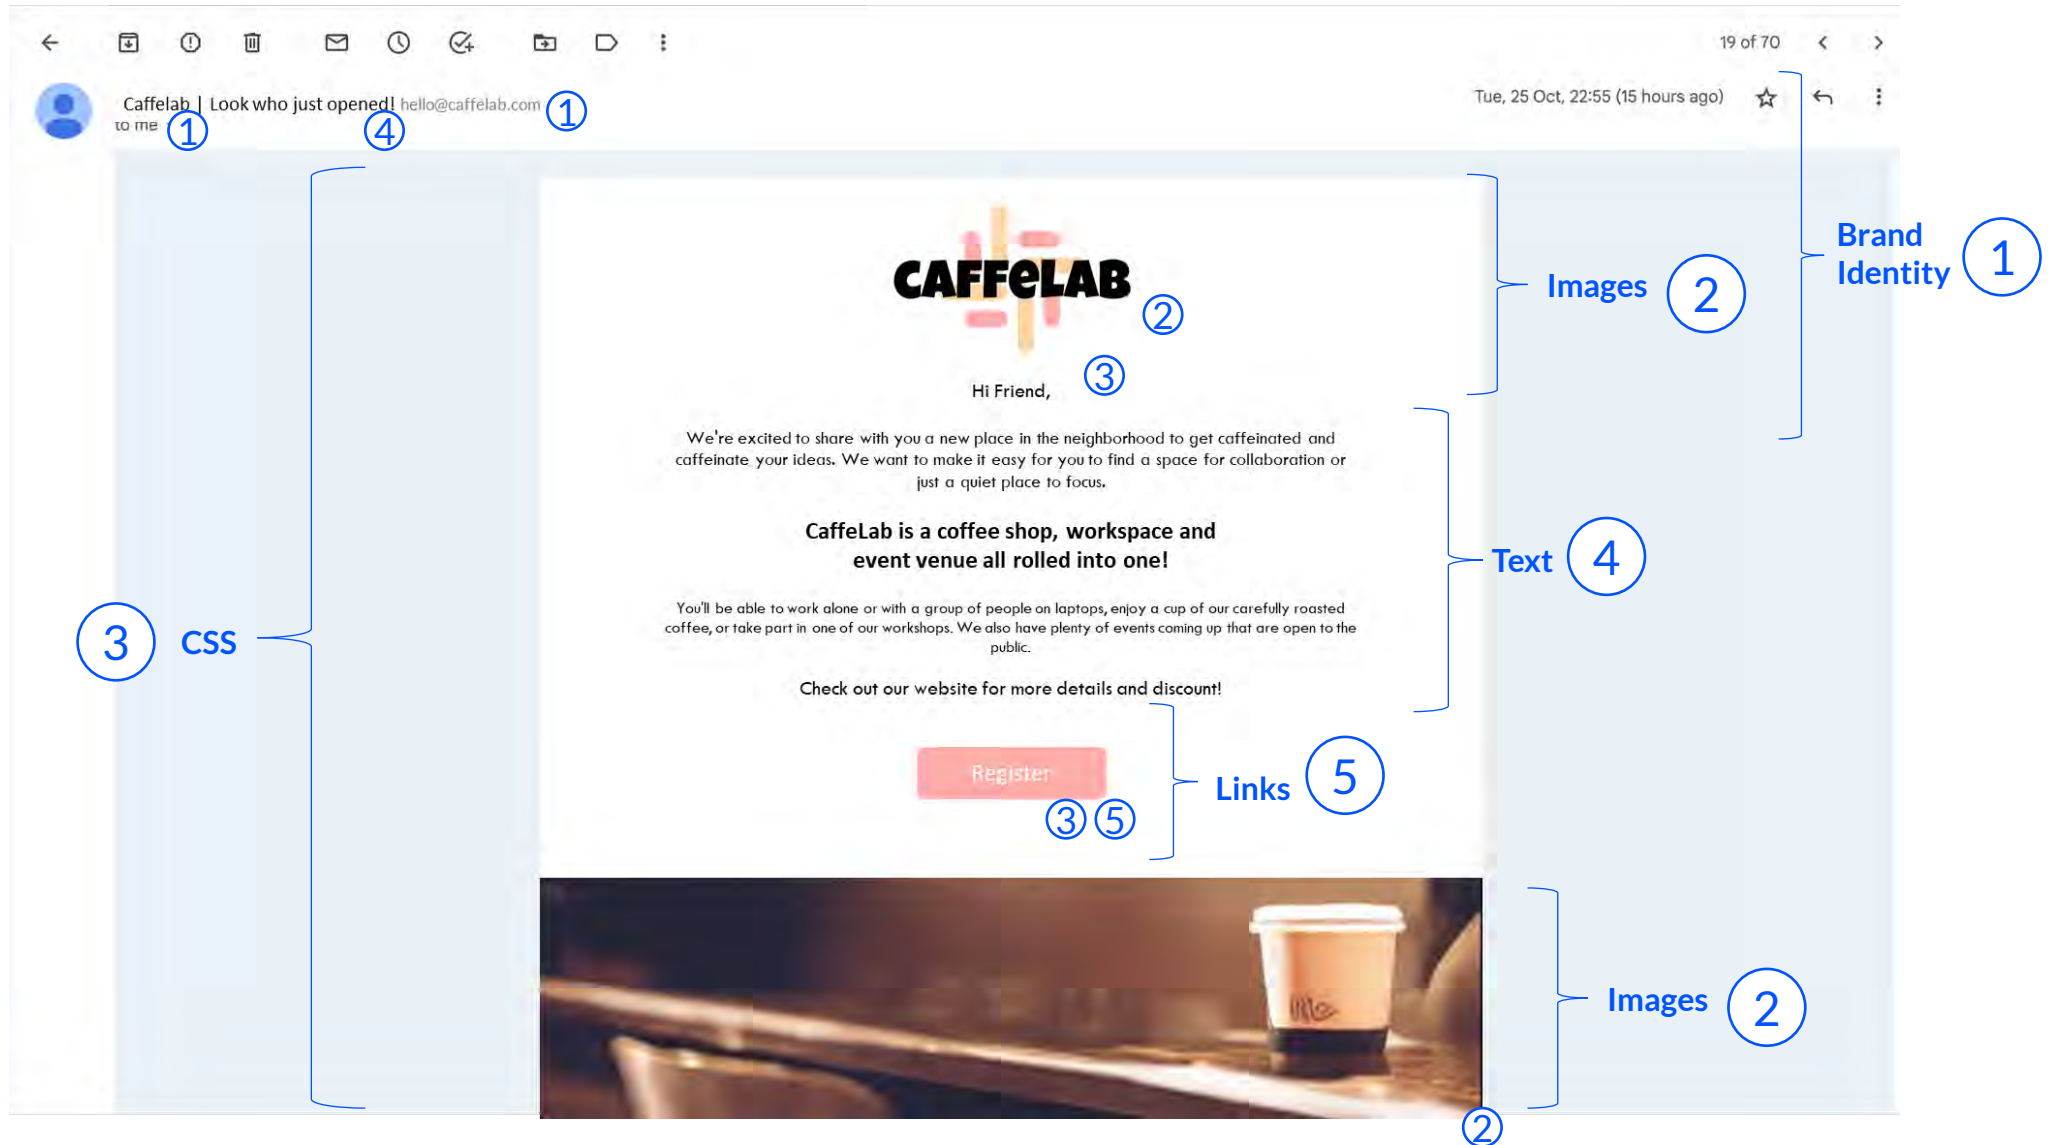 19 of 70
Caffelab | Look who just opened! hello@caffelab.com 1
Tue, 25 Oct, 22:55 (15 hours ago)
to me 1 4
Brand
Identity 1
CAFFeLAB
2
Images 2
3
Hi Friend,
We're excited to share with you a new place in the neighborhood to get caffeinated and
caffeinate your ideas. We want to make it easy for you to find a space for collaboration or
just a quiet place to focus.
CaffeLab is a coffee shop, workspace and
event venue all rolled into one!
Text 4
You'll be able to work alone or with a group of people on laptops, enjoy a cup of our carefully roasted
coffee, or take part in one of our workshops. We also have plenty of events coming up that are open to the
public.
3 CSS
Check out our website for more details and discount!
Register
3 5
Links 5
Images 2
2